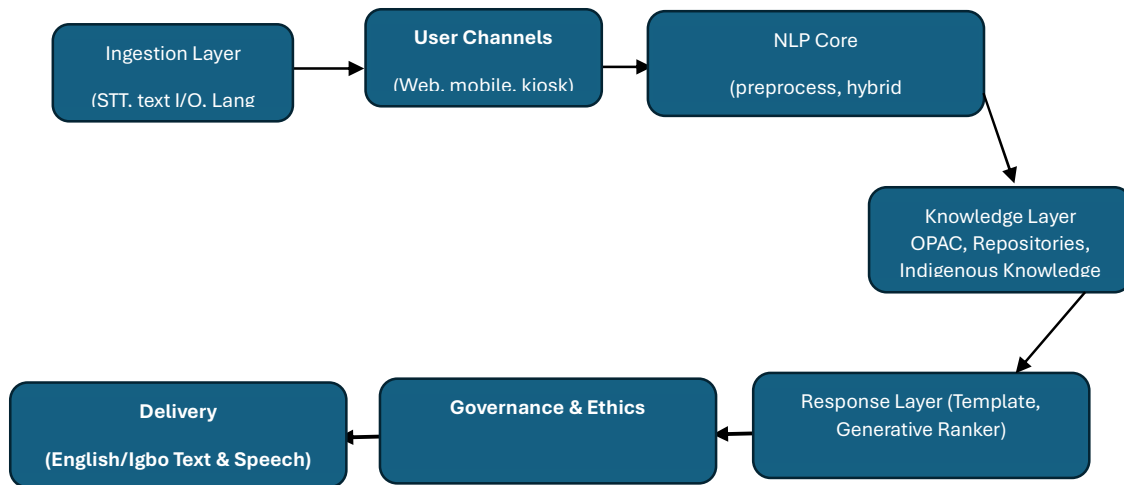 Ingestion Layer
(STT, text I/O, Lang
User Channels
(Web, mobile, kiosk)
NLP Core
(preprocess, hybrid
Knowledge Layer
OPAC, Repositories,
Indigenous Knowledge
Response Layer (Template,
Generative Ranker)
Governance & Ethics
Delivery
(English/Igbo Text & Speech)